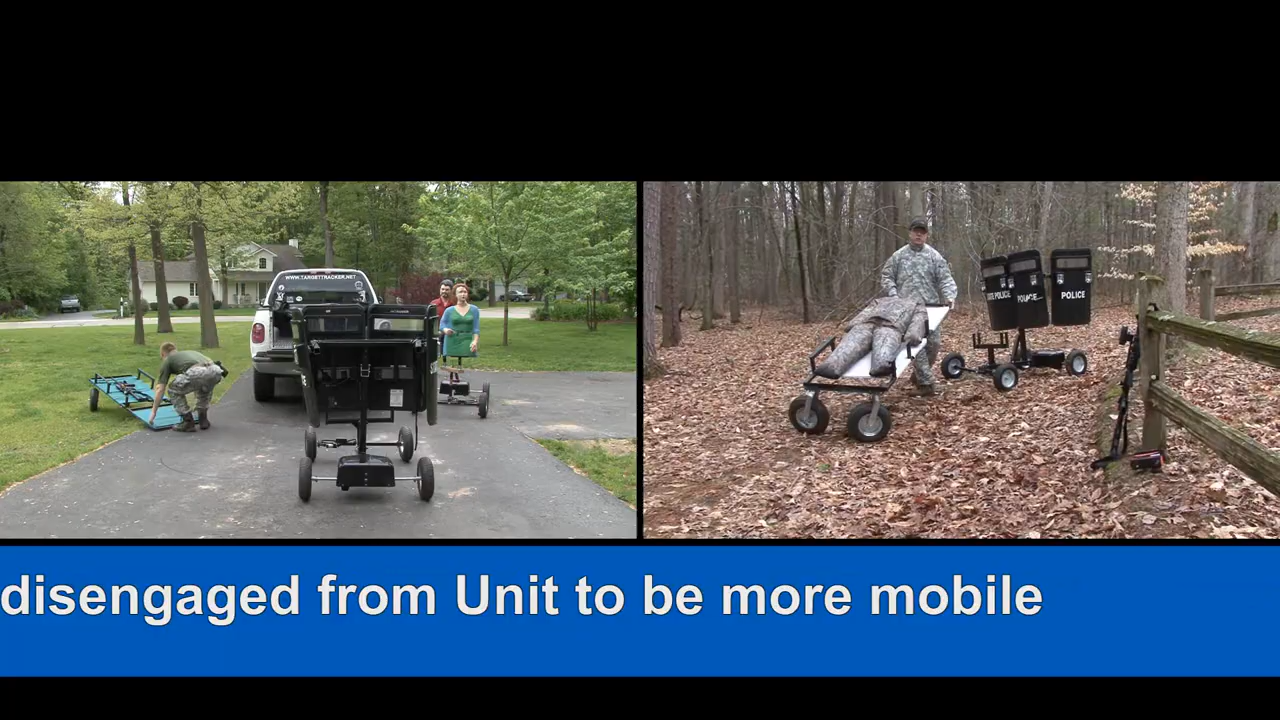 WWW.TARGETTRACKER.NET
POLICE
POLICE
POLICE
disengaged from Unit to be more mobile